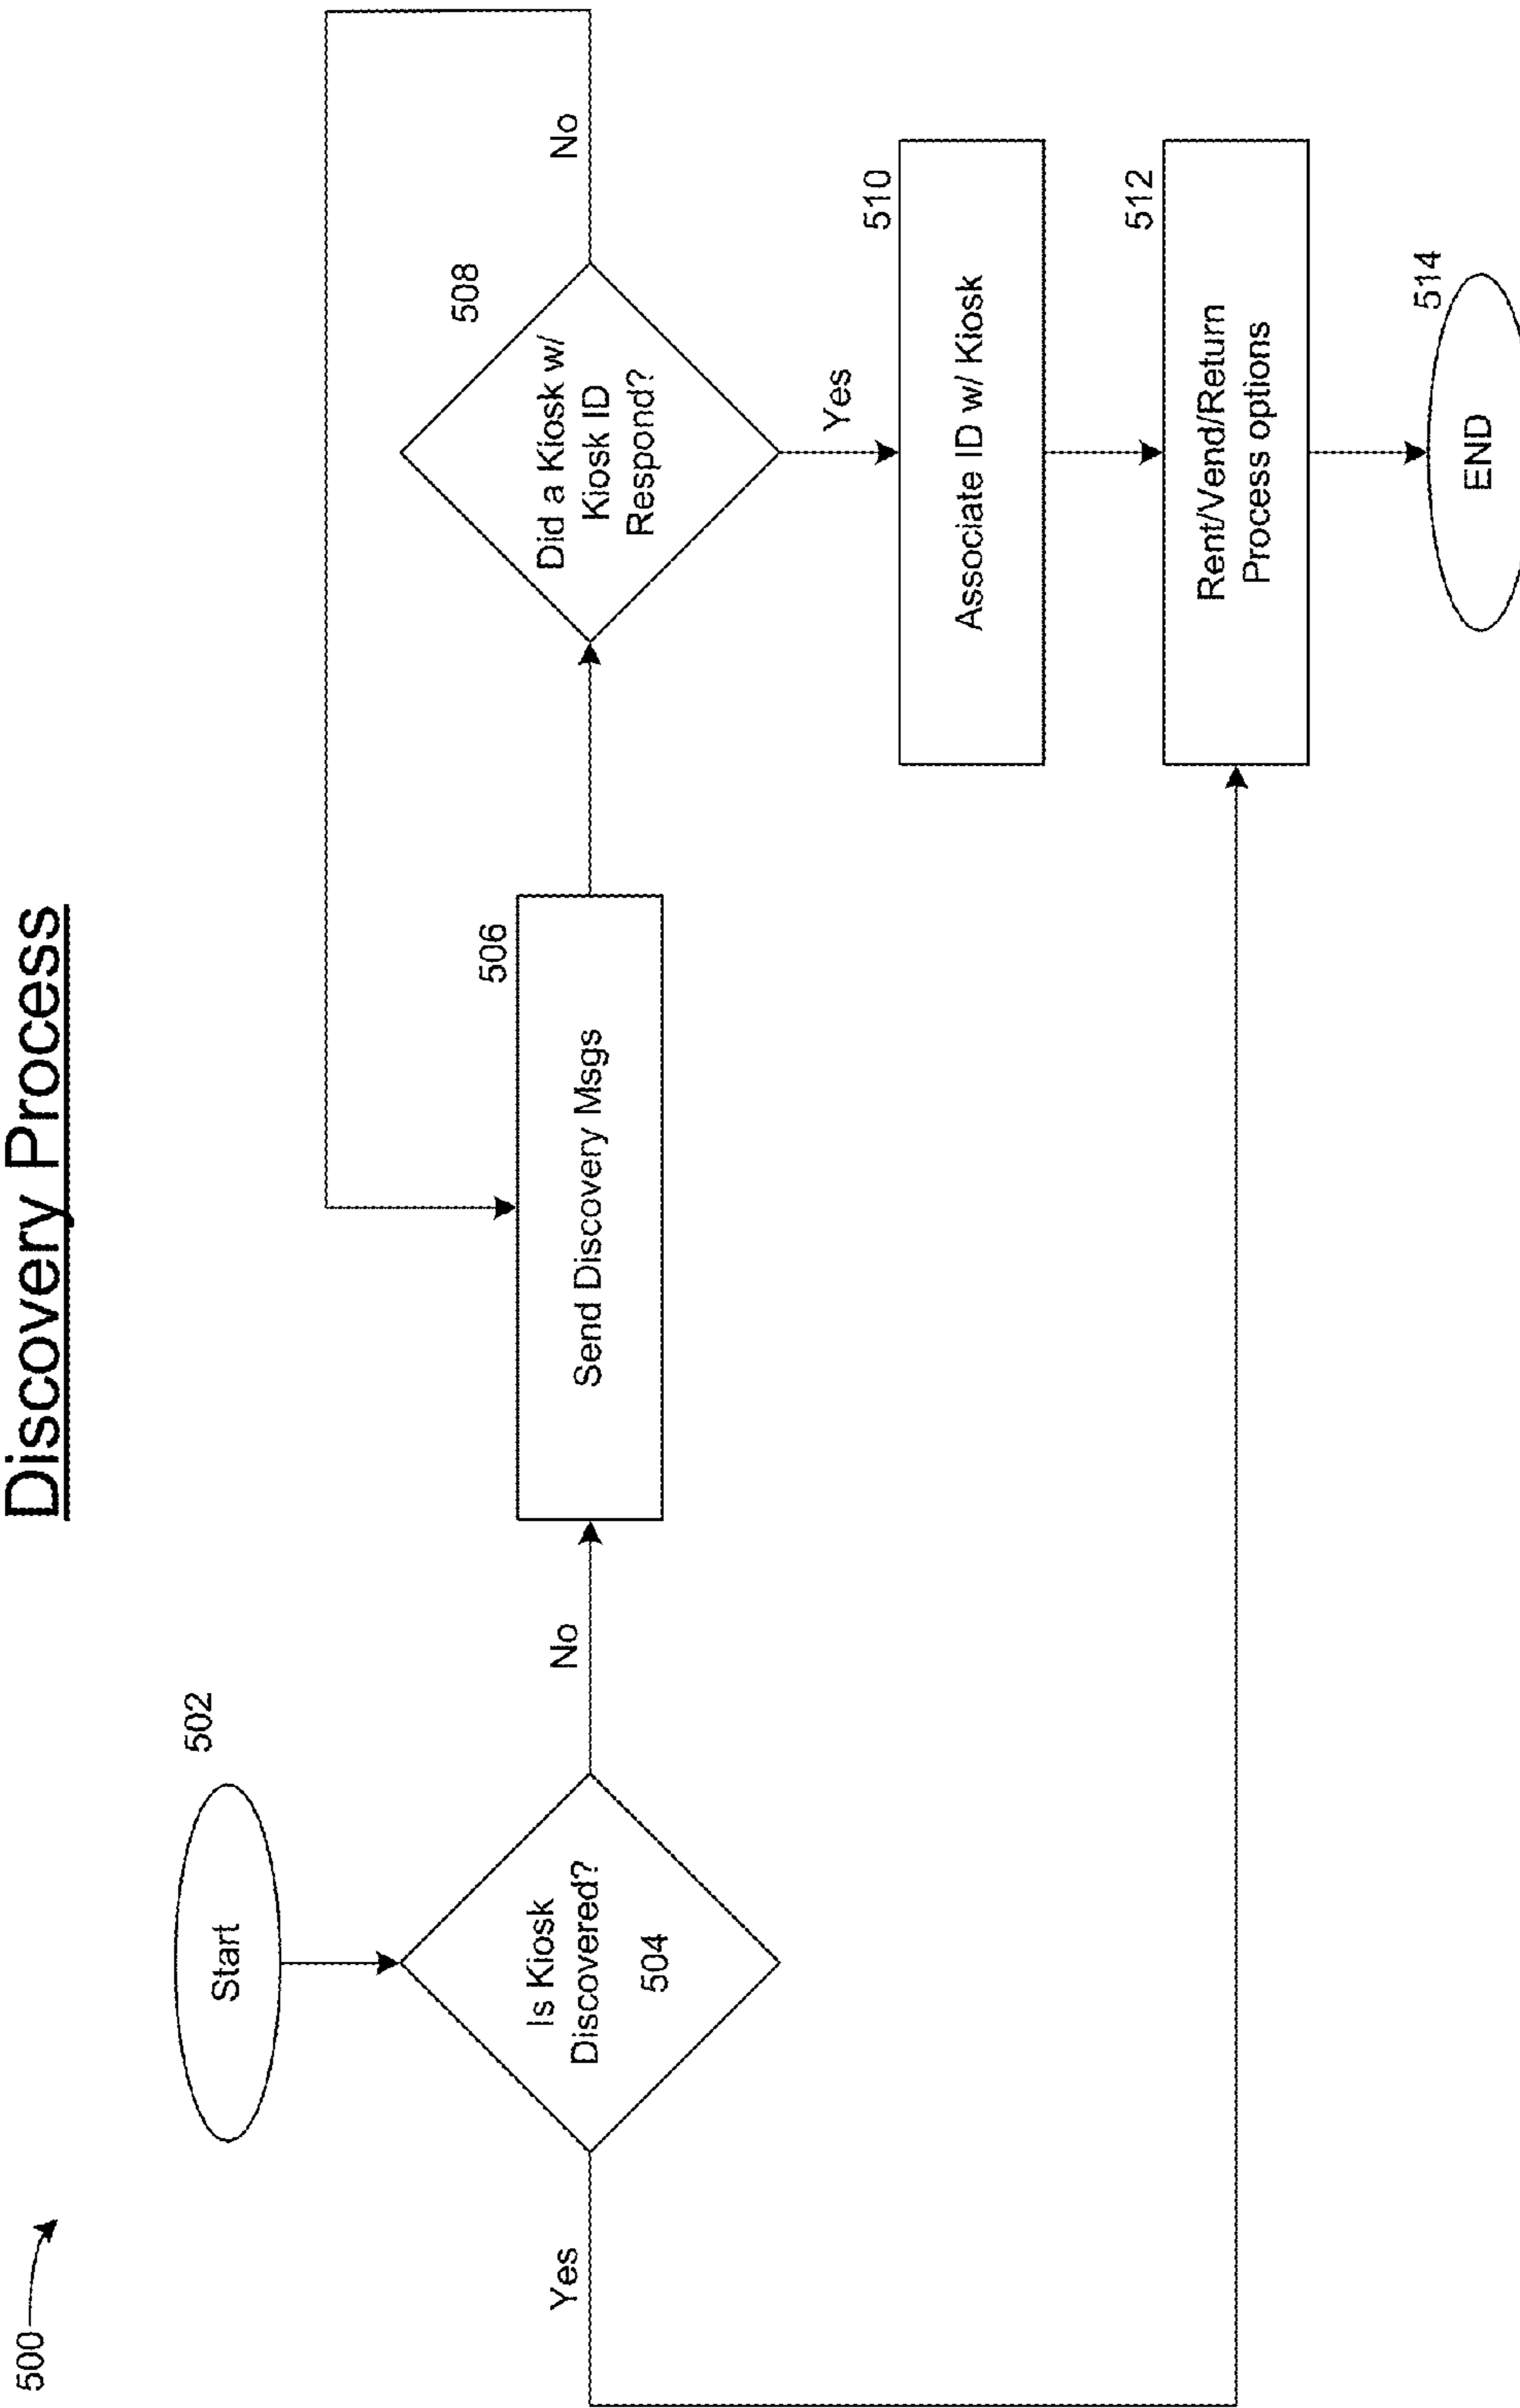 Discovery Process
500
502
Start
Is Kiosk
Discovered?
504
Yes
No
506
Send Discovery Msgs
508
Did a Kiosk w/
Kiosk ID
Respond?
No
Yes
510
Associate ID w/ Kiosk
512
Rent/Vend/Return
Process options
514
END